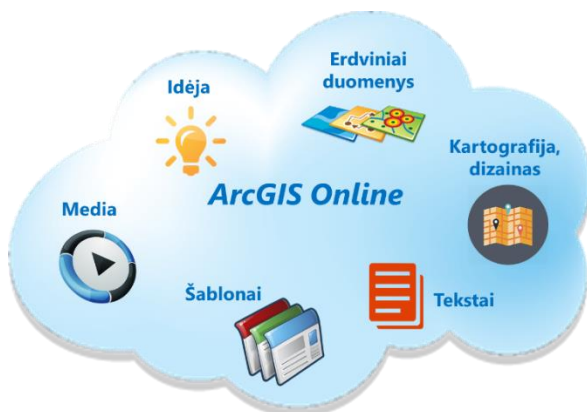 Erdviniai
duomenys
Idėja
Kartografija,
dizainas
ArcGIS Online
Media
Šablonai
Tekstai